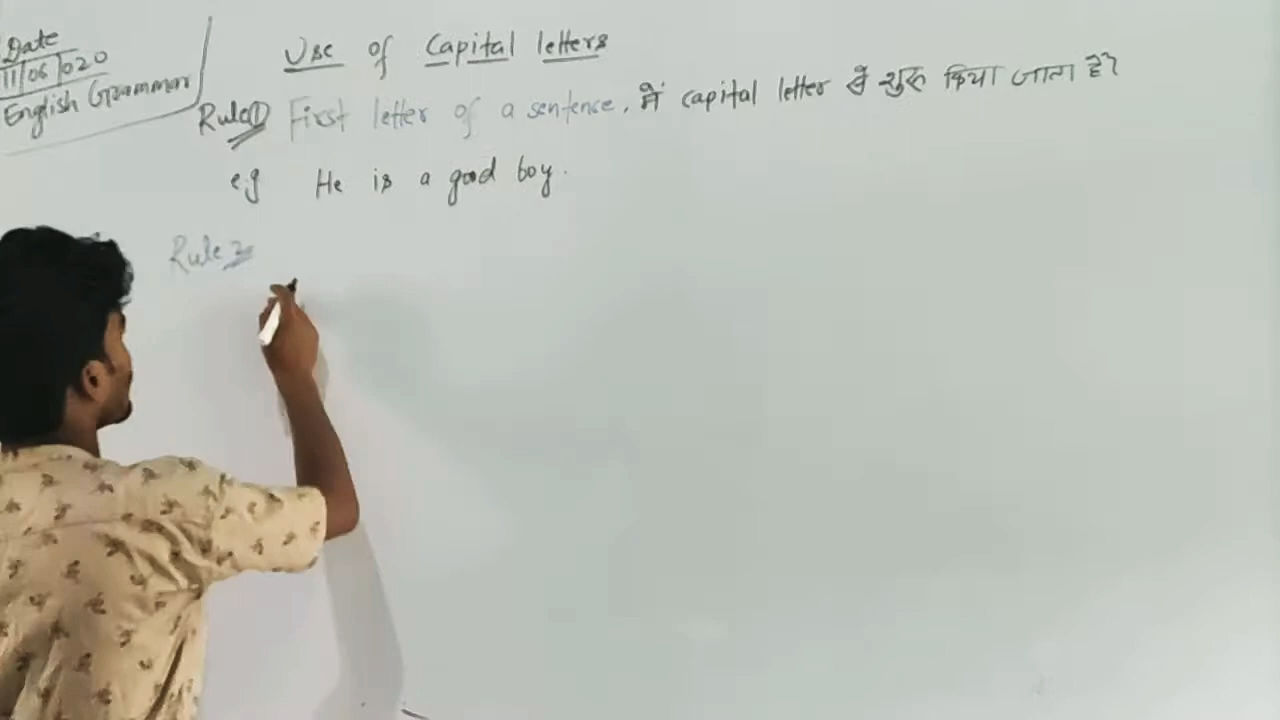 Date
11/06/020
English Grammar
Use of Capital letters
Rule① First letter of a sentence. में capital letter से शुरू किया जाता है?
e.g He is a good boy.
Rule 2